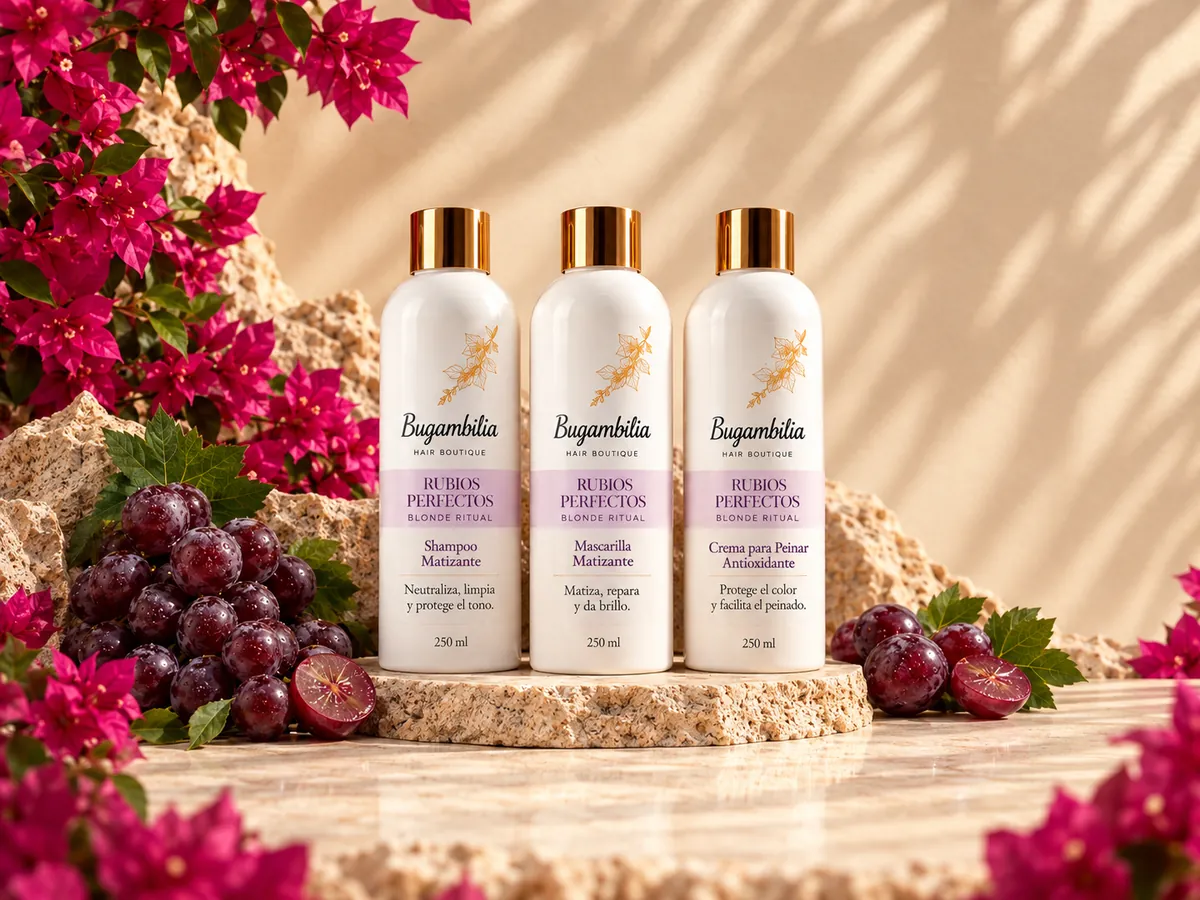 Bugambilia
HAIR BOUTIQUE
RUBIOS
PERFECTOS
BLONDE RITUAL
Shampoo
Matizante
Neutraliza, limpia
y protege el tono.
250 ml
Bugambilia
HAIR BOUTIQUE
RUBIOS
PERFECTOS
BLONDE RITUAL
Mascarilla
Matizante
Matiza, repara
y da brillo.
250 ml
Bugambilia
HAIR BOUTIQUE
RUBIOS
PERFECTOS
BLONDE RITUAL
Crema para Peinar
Antioxidante
Protege el color
y facilita el peinado.
250 ml